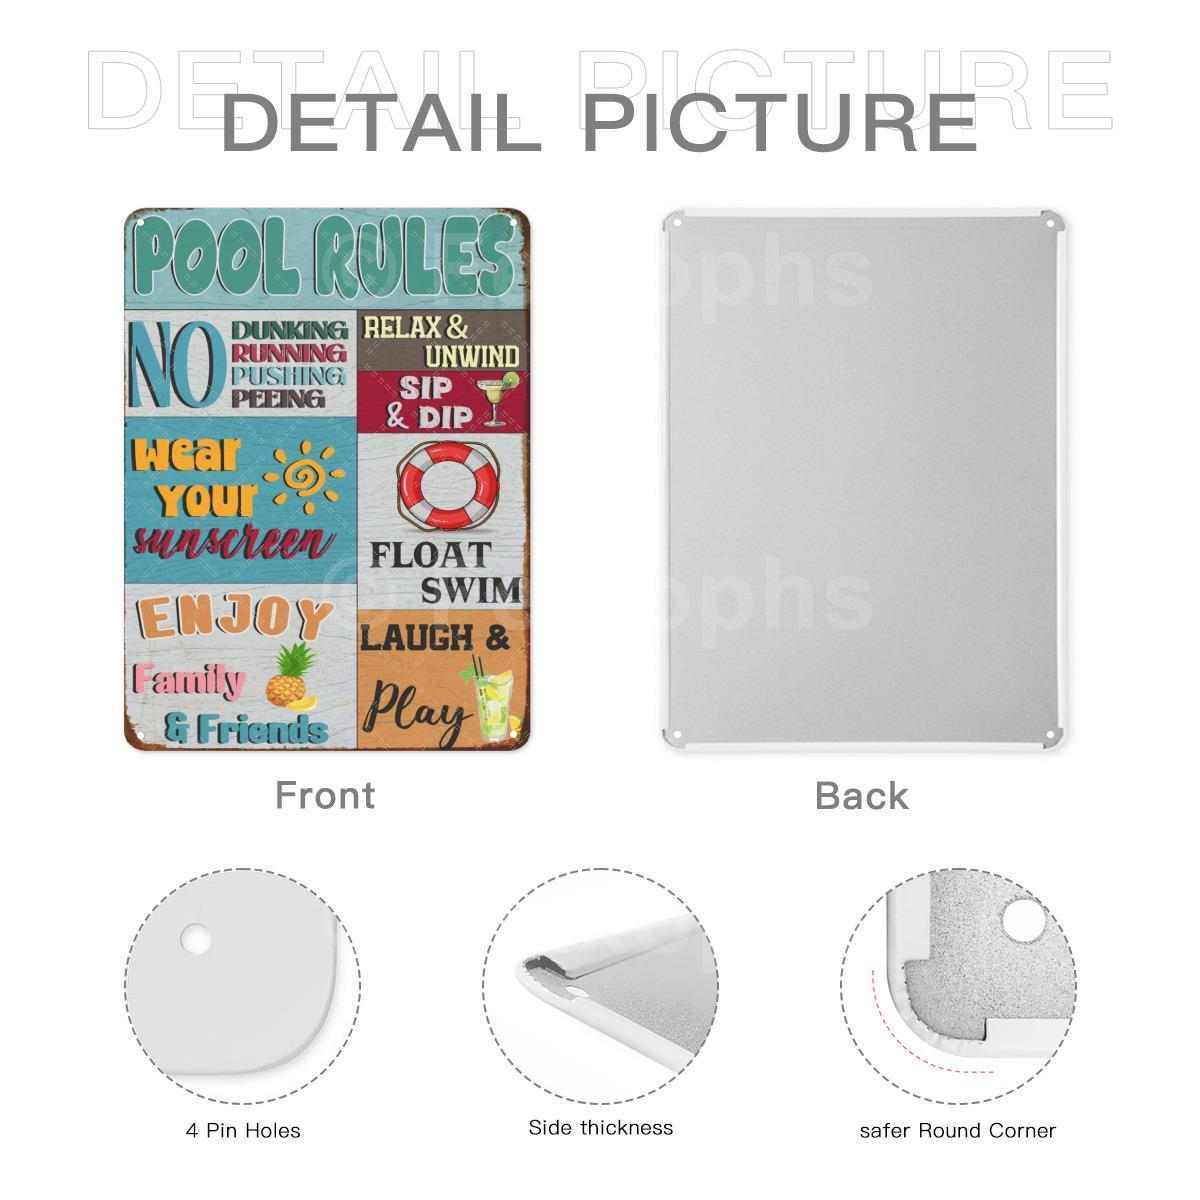 DETAIL PICTURE
DETAIL PICTURE
POOL RULES
NO
DUNKING
RUNNING
PUSHING
PEEING
RELAX &
UNWIND
SIP
& DIP
wear
your
sunscreen
FLOAT
SWIM
ENJOY
Family
& Friends
LAUGH &
Play
Front
Back
4 Pin Holes
Side thickness
safer Round Corner